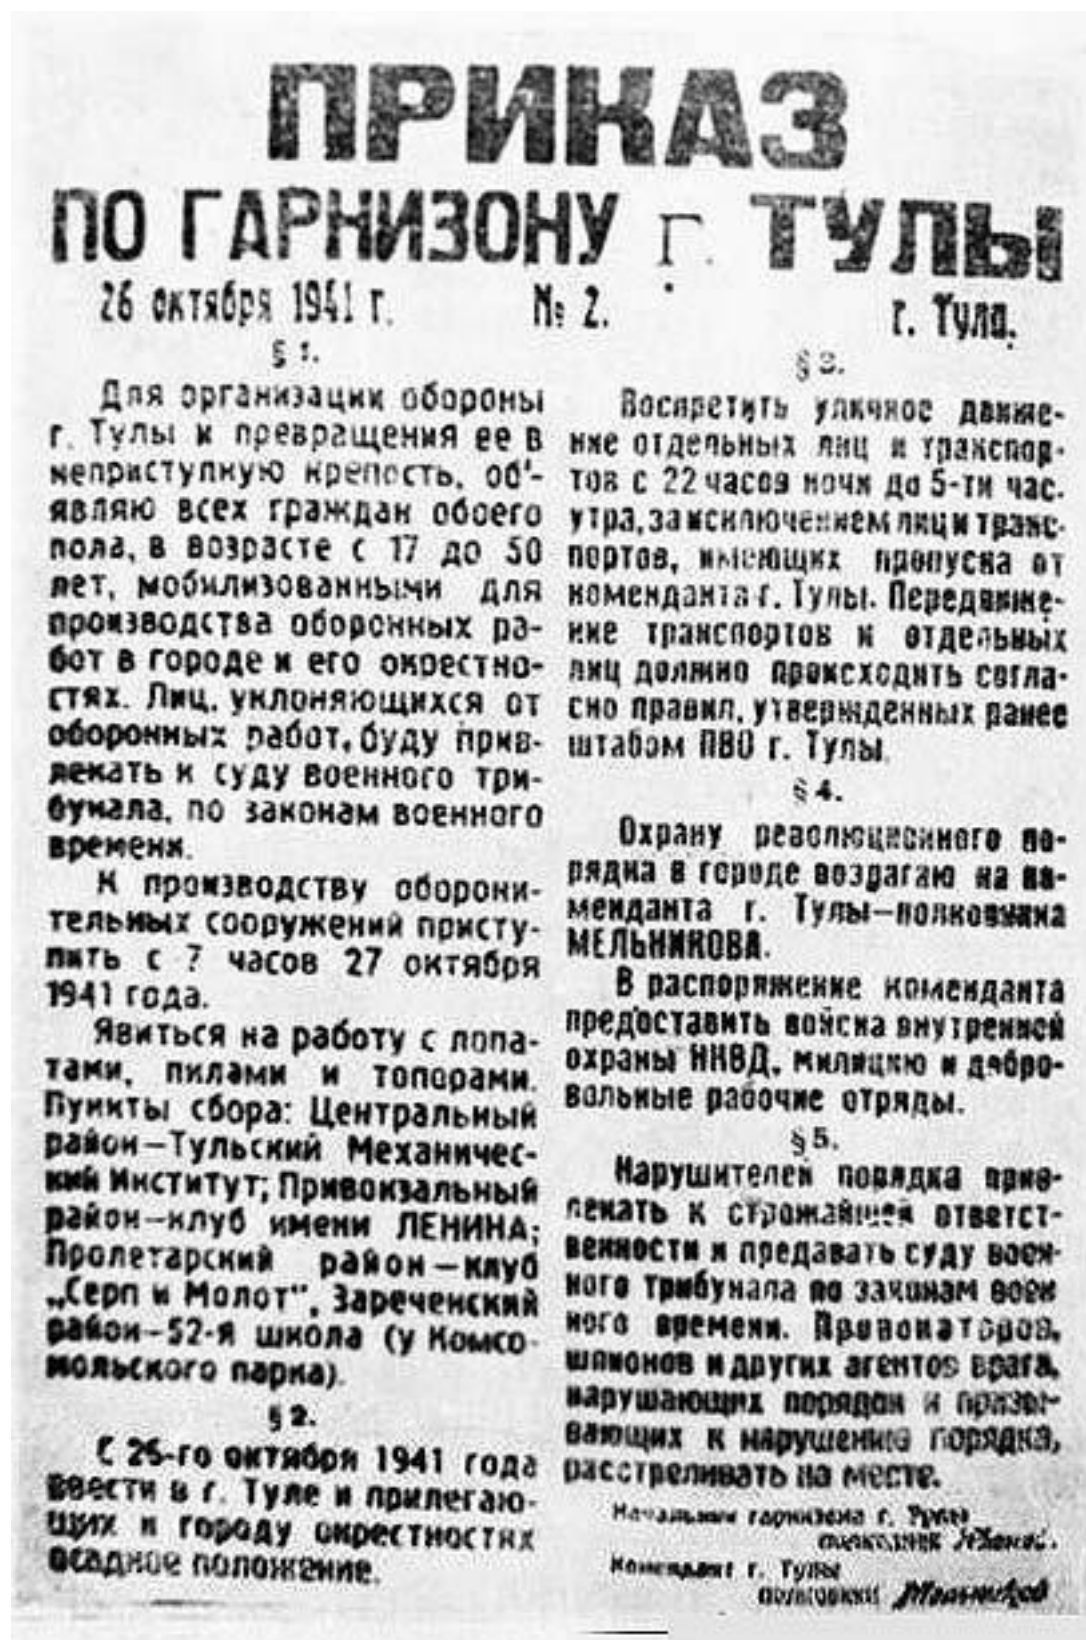 ПРИКАЗ
ПО ГАРНИЗОНУ г. ТУЛЫ
26 октября 1941 г. № 2. г. Тула.
§ 1.
Для организации обороны
г. Тулы и превращения ее в
неприступную крепость, об'-
являю всех граждан обоего
пола, в возрасте с 17 до 50
лет, мобилизованными для
производства оборонных ра-
бот в городе и его окрестно-
стях. Лиц, уклоняющихся от
оборонных работ, буду прив-
лекать к суду военного три-
бунала, по законам военного
времени.
К производству оборони-
тельных сооружений присту-
пить с 7 часов 27 октября
1941 года.
Явиться на работу с лопа-
тами, пилами и топорами.
Пункты сбора: Центральный
район—Тульский Механичес-
кий Институт; Привокзальный
район—клуб имени ЛЕНИНА;
Пролетарский район—клуб
„Серп и Молот", Зареченский
район—52-я школа (у Комсо-
мольского парка).
§ 2.
С 26-го октября 1941 года
ввести в г. Туле и прилегаю-
щих к городу окрестностях
осадное положение.
§ 3.
Воспретить уличное движе-
ние отдельных лиц и транспор-
тов с 22 часов ночи до 5-ти час.
утра, за исключением лиц и транс-
портов, имеющих пропуска от
коменданта г. Тулы. Передвиже-
ние транспортов и отдельных
лиц должно происходить согла-
сно правил, утвержденных ранее
штабом ПВО г. Тулы.
§ 4.
Охрану революционного по-
рядка в городе возлагаю на ко-
менданта г. Тулы—полковника
МЕЛЬНИКОВА.
В распоряжение коменданта
предоставить войска внутренней
охраны НКВД, милицию и добро-
вольные рабочие отряды.
§ 5.
Нарушителей порядка прив-
лекать к строжайшей ответст-
венности и предавать суду воен-
ного трибунала по законам воен
ного времени. Провокаторов,
шпионов и других агентов врага,
нарушающих порядок и призы-
вающих к нарушению порядка,
расстреливать на месте.
Начальник гарнизона г. Тулы
полковник
Комендант г. Тулы
полковник Мельников